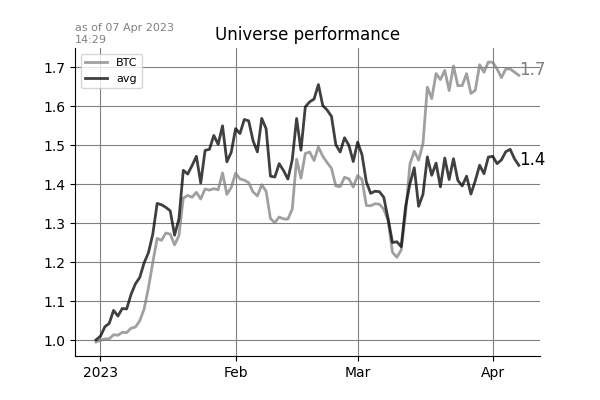 as of 07 Apr 2023
14:29
Universe performance
BTC
avg
1.7
1.6
1.5
1.4
1.3
1.2
1.1
1.0
1.7
1.4
2023
Feb
Mar
Apr